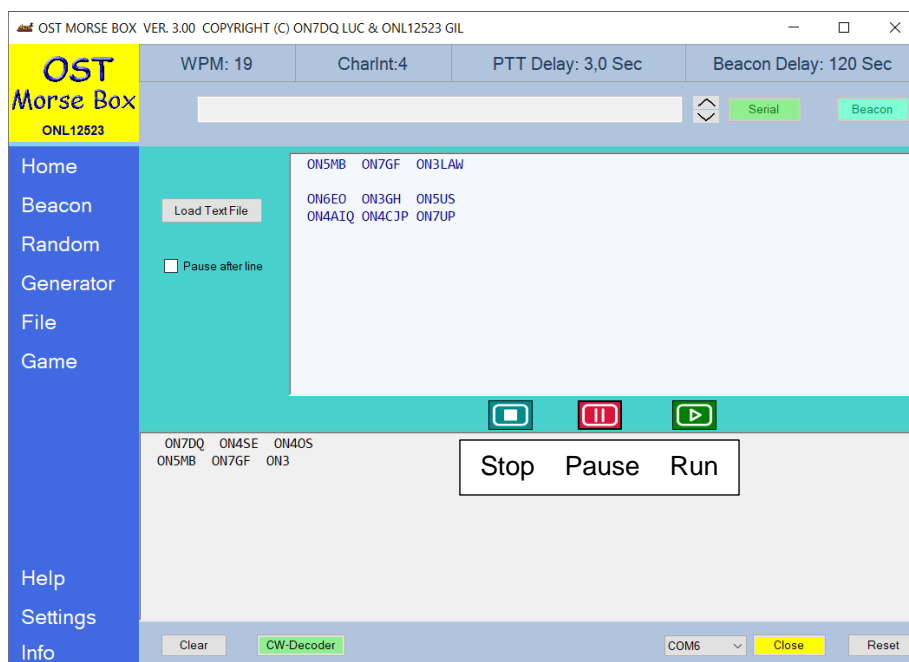 OST MORSE BOX VER. 3.00 COPYRIGHT (C) ON7DQ LUC & ONL12523 GIL
OST
Morse Box
ONL12523
WPM: 19 CharInt:4 PTT Delay: 3,0 Sec Beacon Delay: 120 Sec
Serial Beacon
Home
Beacon
Random
Generator
File
Game
Help
Settings
Info
Load Text File
Pause after line
ON5MB ON7GF ON3LAW
ON6EO ON3GH ON5US
ON4AIQ ON4CJP ON7UP
ON7DQ ON4SE ON4OS
ON5MB ON7GF ON3
Stop Pause Run
Clear CW-Decoder COM6 Close Reset